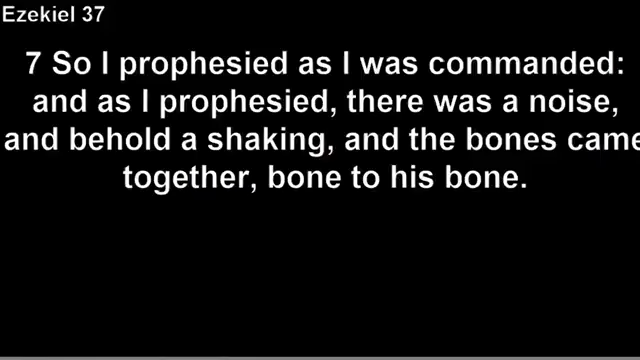 Ezekiel 37
7 So I prophesied as I was commanded:
and as I prophesied, there was a noise,
and behold a shaking, and the bones came
together, bone to his bone.